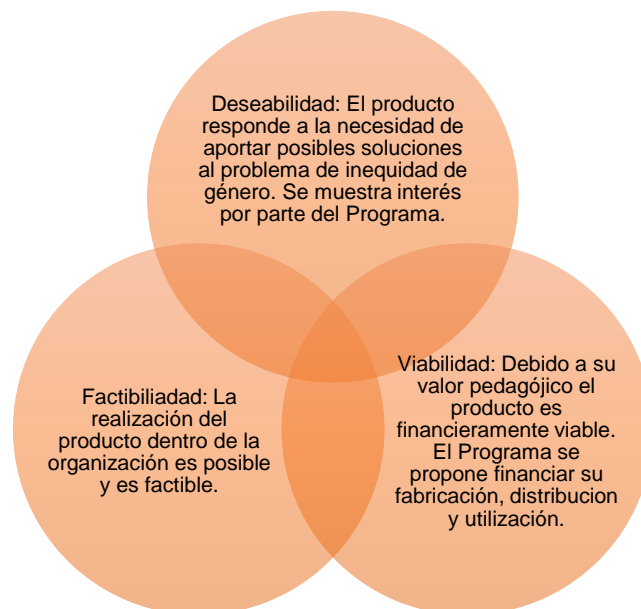 Deseabilidad: El producto
responde a la necesidad de
aportar posibles soluciones
al problema de inequidad de
género. Se muestra interés
por parte del Programa.
Factibiliadad: La
realización del
producto dentro de la
organización es posible
y es factible.
Viabilidad: Debido a su
valor pedagójico el
producto es
financieramente viable.
El Programa se
propone financiar su
fabricación, distribucion
y utilización.